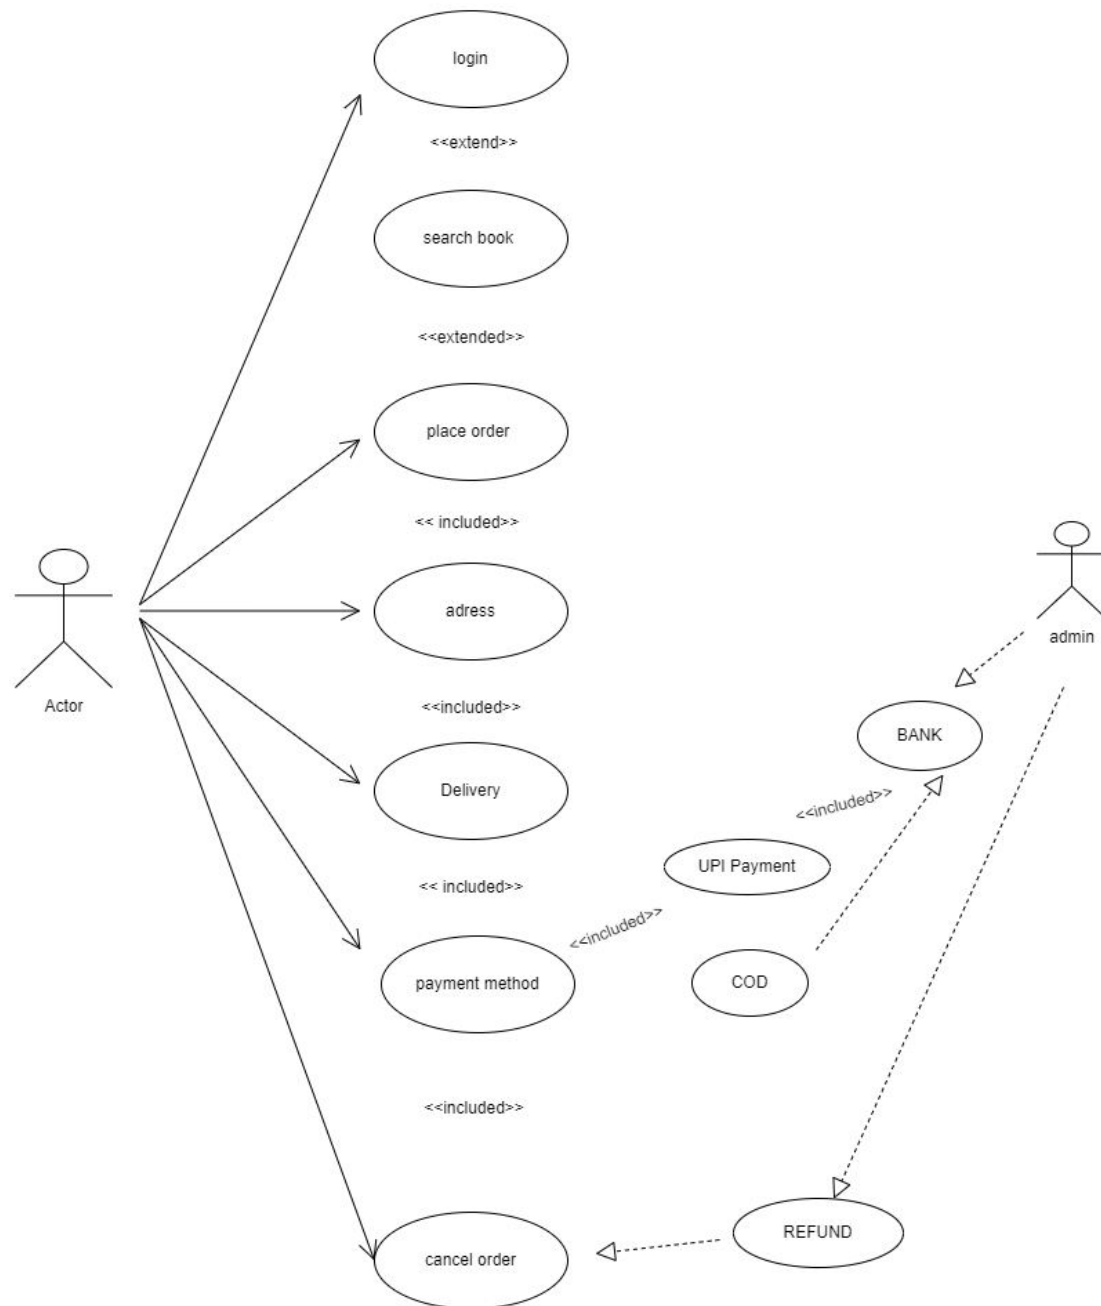 login
<<extend>>
search book
<<extended>>
place order
<< included>>
adress
<<included>>
Delivery
<< included>>
payment method
<<included>>
cancel order
Actor
admin
BANK
<<included>>
UPI Payment
<<included>>
COD
REFUND